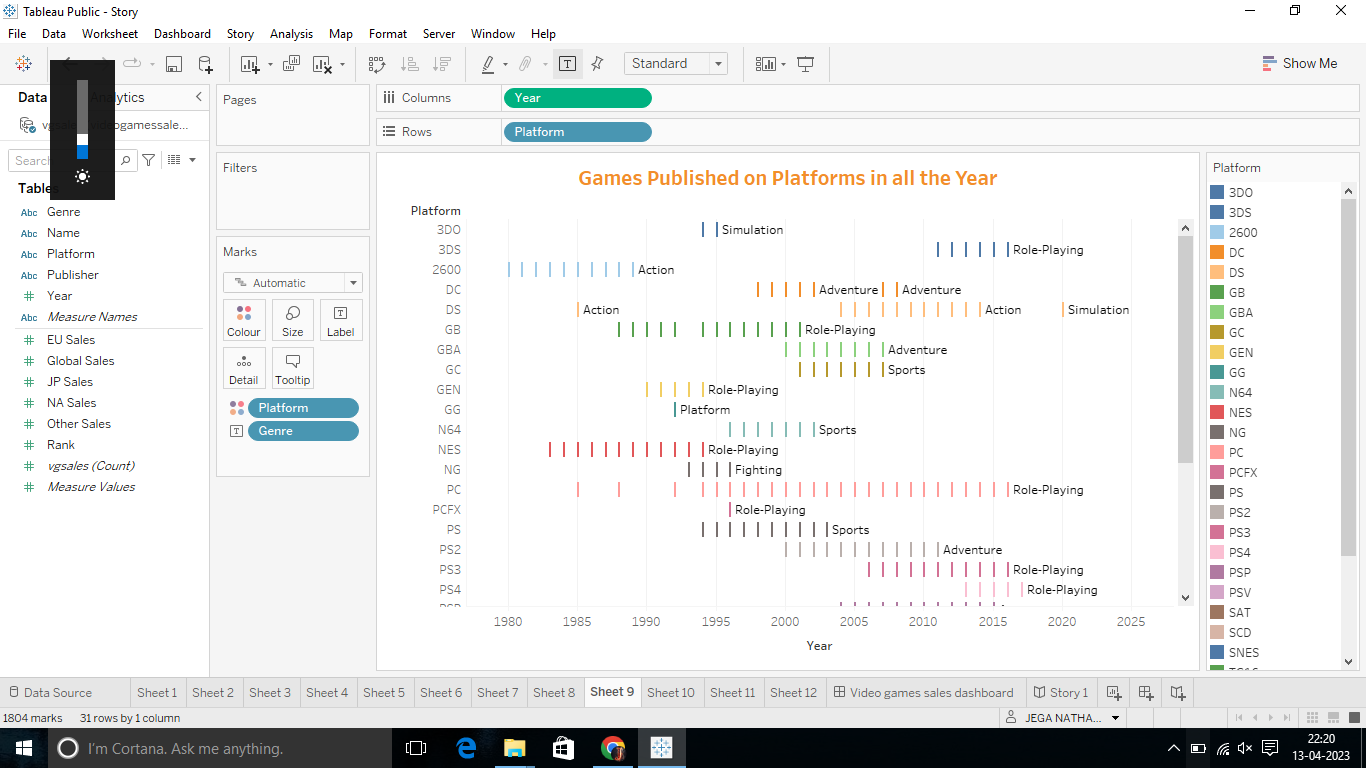 Tableau Public - Story
File Data Worksheet Dashboard Story Analysis Map Format Server Window Help
Standard
Show Me
Data Analytics
Pages
Columns
Year
Rows
Platform
videogamessale...
Search
Tables
Abc Genre
Abc Name
Abc Platform
Abc Publisher
# Year
Abc Measure Names
# EU Sales
# Global Sales
# JP Sales
# NA Sales
# Other Sales
# Rank
# vgsales (Count)
# Measure Values
Filters
Marks
Automatic
Colour
Size
Label
Detail
Tooltip
Platform
Genre
Games Published on Platforms in all the Year
Platform
3DO Simulation
3DS Role-Playing
2600 Action
DC Adventure Adventure
DS Action Action Simulation
GB Role-Playing
GBA Adventure
GC Sports
GEN Role-Playing
GG Platform
N64 Sports
NES Role-Playing
NG Fighting
PC Role-Playing
PCFX Role-Playing
PS Sports
PS2 Adventure
PS3 Role-Playing
PS4 Role-Playing
1980 1985 1990 1995 2000 2005 2010 2015 2020 2025
Year
Platform
3DO
3DS
2600
DC
DS
GB
GBA
GC
GEN
GG
N64
NES
NG
PC
PCFX
PS
PS2
PS3
PS4
PSP
PSV
SAT
SCD
SNES
Data Source Sheet 1 Sheet 2 Sheet 3 Sheet 4 Sheet 5 Sheet 6 Sheet 7 Sheet 8 Sheet 9 Sheet 10 Sheet 11 Sheet 12 Video games sales dashboard Story 1
1804 marks 31 rows by 1 column
JEGA NATHA...
I'm Cortana. Ask me anything.
22:20
13-04-2023